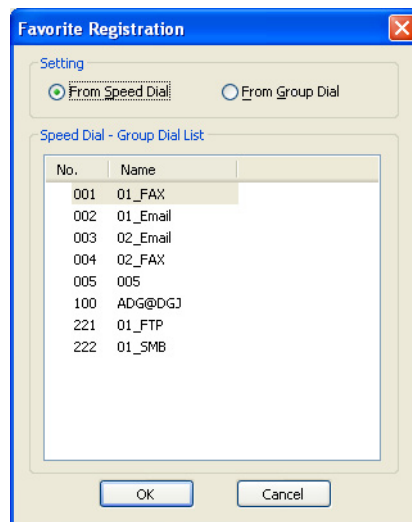 Favorite Registration
Setting
From Speed Dial From Group Dial
Speed Dial - Group Dial List
No. Name
001 01_FAX
002 01_Email
003 02_Email
004 02_FAX
005 005
100 ADG@DGJ
221 01_FTP
222 01_SMB
OK Cancel